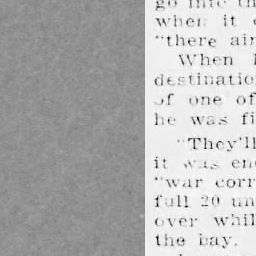 go into th
when it
"there air
When
destinatio
of one of
he was fi
"They'll
it was en
"war corr
full 20 un
over whil
the bay.